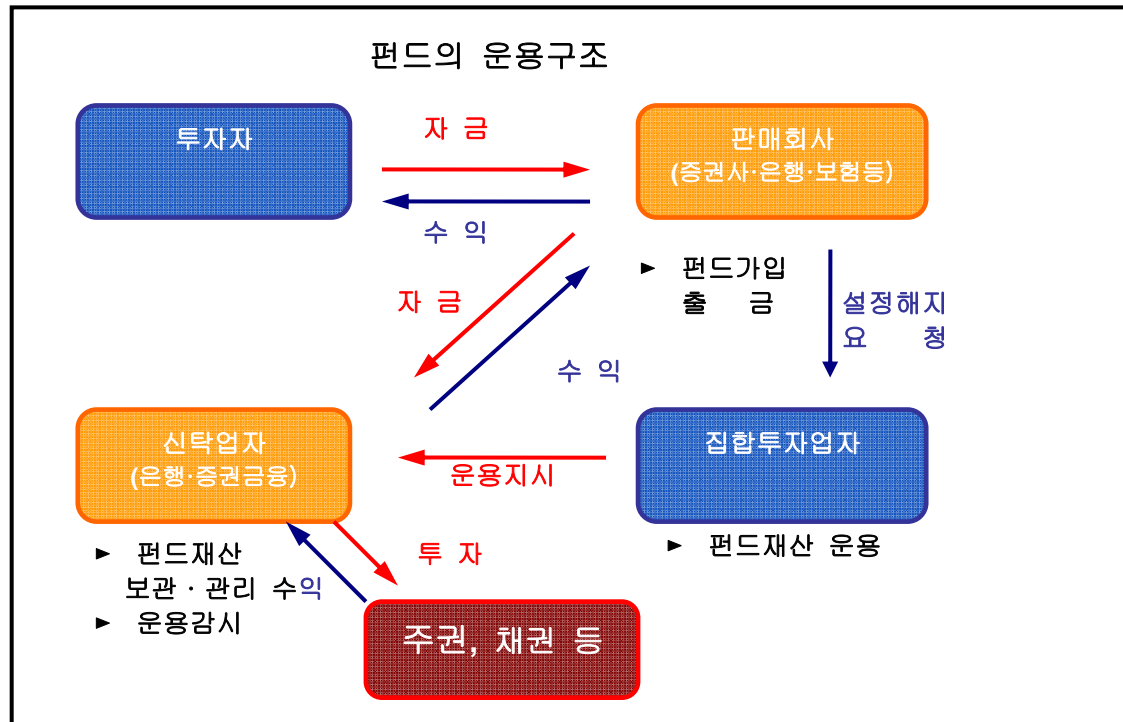 펀드의 운용구조
투자자
자 금
판매회사
(증권사·은행·보험등)
수 익
► 펀드가입
출 금
자 금
설정해지
요 청
수 익
신탁업자
(은행·증권금융)
집합투자업자
운용지시
► 펀드재산
보관 · 관리 수익
► 운용감시
투 자
► 펀드재산 운용
주권, 채권 등